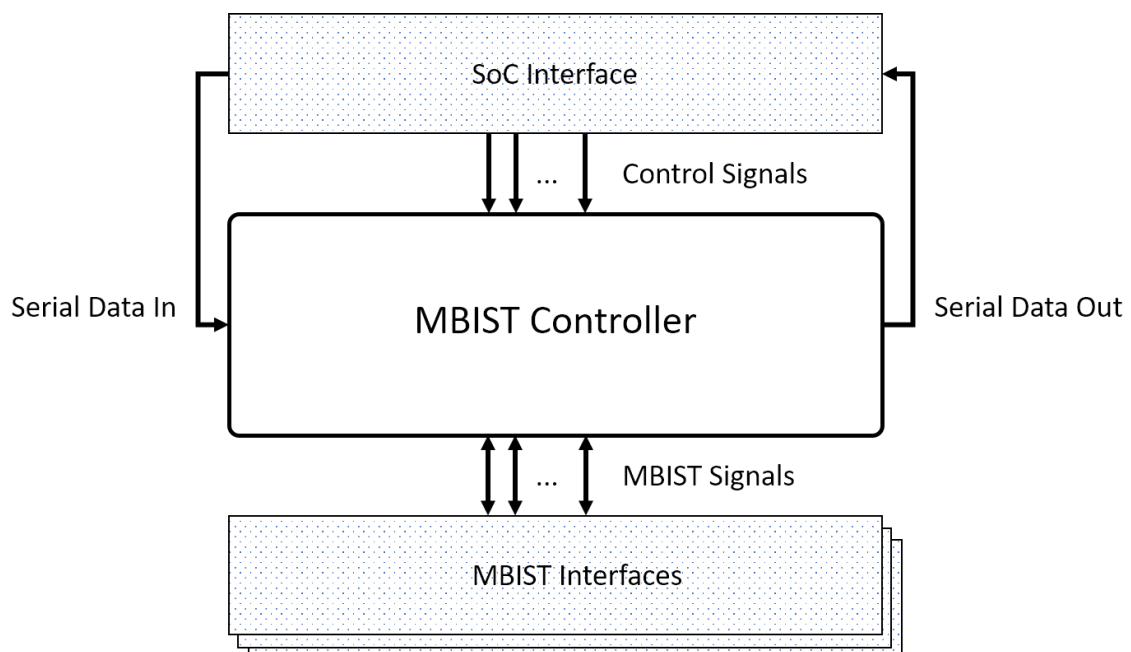 SoC Interface
...
Control Signals
Serial Data In
MBIST Controller
Serial Data Out
...
MBIST Signals
MBIST Interfaces